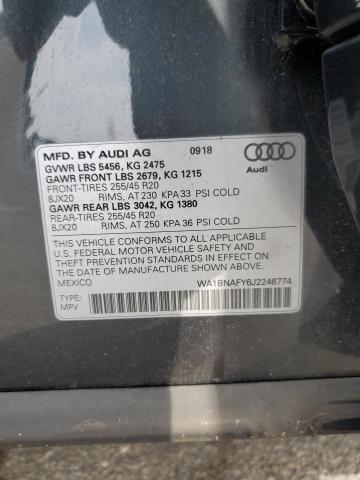 MFD. BY AUDI AG 0918
GVWR LBS 5456, KG 2475
GAWR FRONT LBS 2679, KG 1215
FRONT-TIRES 255/45 R20
8JX20 RIMS, AT 230 KPA 33 PSI COLD
GAWR REAR LBS 3042, KG 1380
REAR-TIRES 255/45 R20
8JX20 RIMS, AT 250 KPA 36 PSI COLD
Audi
THIS VEHICLE CONFORMS TO ALL APPLICABLE
U.S. FEDERAL MOTOR VEHICLE SAFETY AND
THEFT PREVENTION STANDARDS IN EFFECT ON
THE DATE OF MANUFACTURE SHOWN ABOVE.
MEXICO
WA1BNAFY6J2246774
TYPE:
MPV